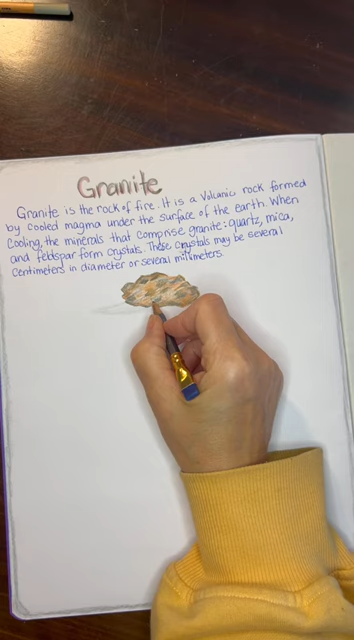 Granite
Granite is the rock of fire. It is a Volcanic rock formed
by cooled magma under the surface of the earth. When
Cooling, the minerals that comprise granite: quartz, mica,
and feldspar form crystals. These crystals may be several
centimeters in diameter or several milimeters.